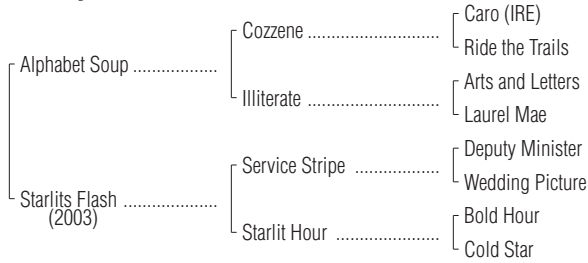 Caro (IRE)
Cozzene ..................
Ride the Trails
Alphabet Soup ..................
Arts and Letters
Illiterate ..................
Laurel Mae
Deputy Minister
Service Stripe ..................
Wedding Picture
Starlits Flash ..................
(2003)
Bold Hour
Starlit Hour ..................
Cold Star